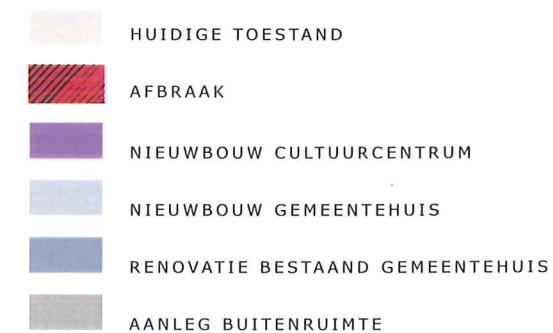 HUIDIGE TOESTAND
AFBRAAK
NIEUWBOUW CULTUURCENTRUM
NIEUWBOUW GEMEENTEHUIS
RENOVATIE BESTAAND GEMEENTEHUIS
AANLEG BUITENRUIMTE